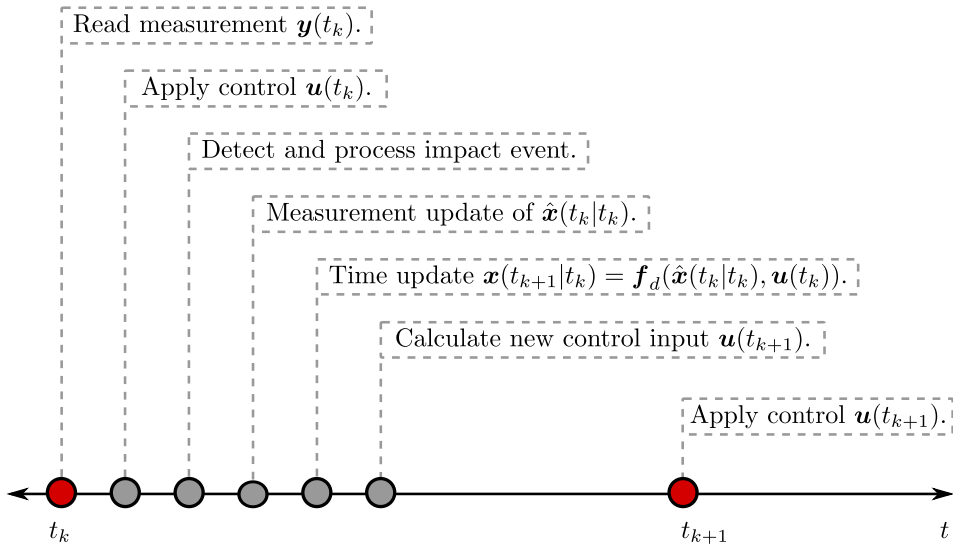 Read measurement y(t_k).
Apply control u(t_k).
Detect and process impact event.
Measurement update of x̂(t_k|t_k).
Time update x(t_{k+1}|t_k) = f_d(x̂(t_k|t_k), u(t_k)).
Calculate new control input u(t_{k+1}).
Apply control u(t_{k+1}).
t_k
t_{k+1}
t